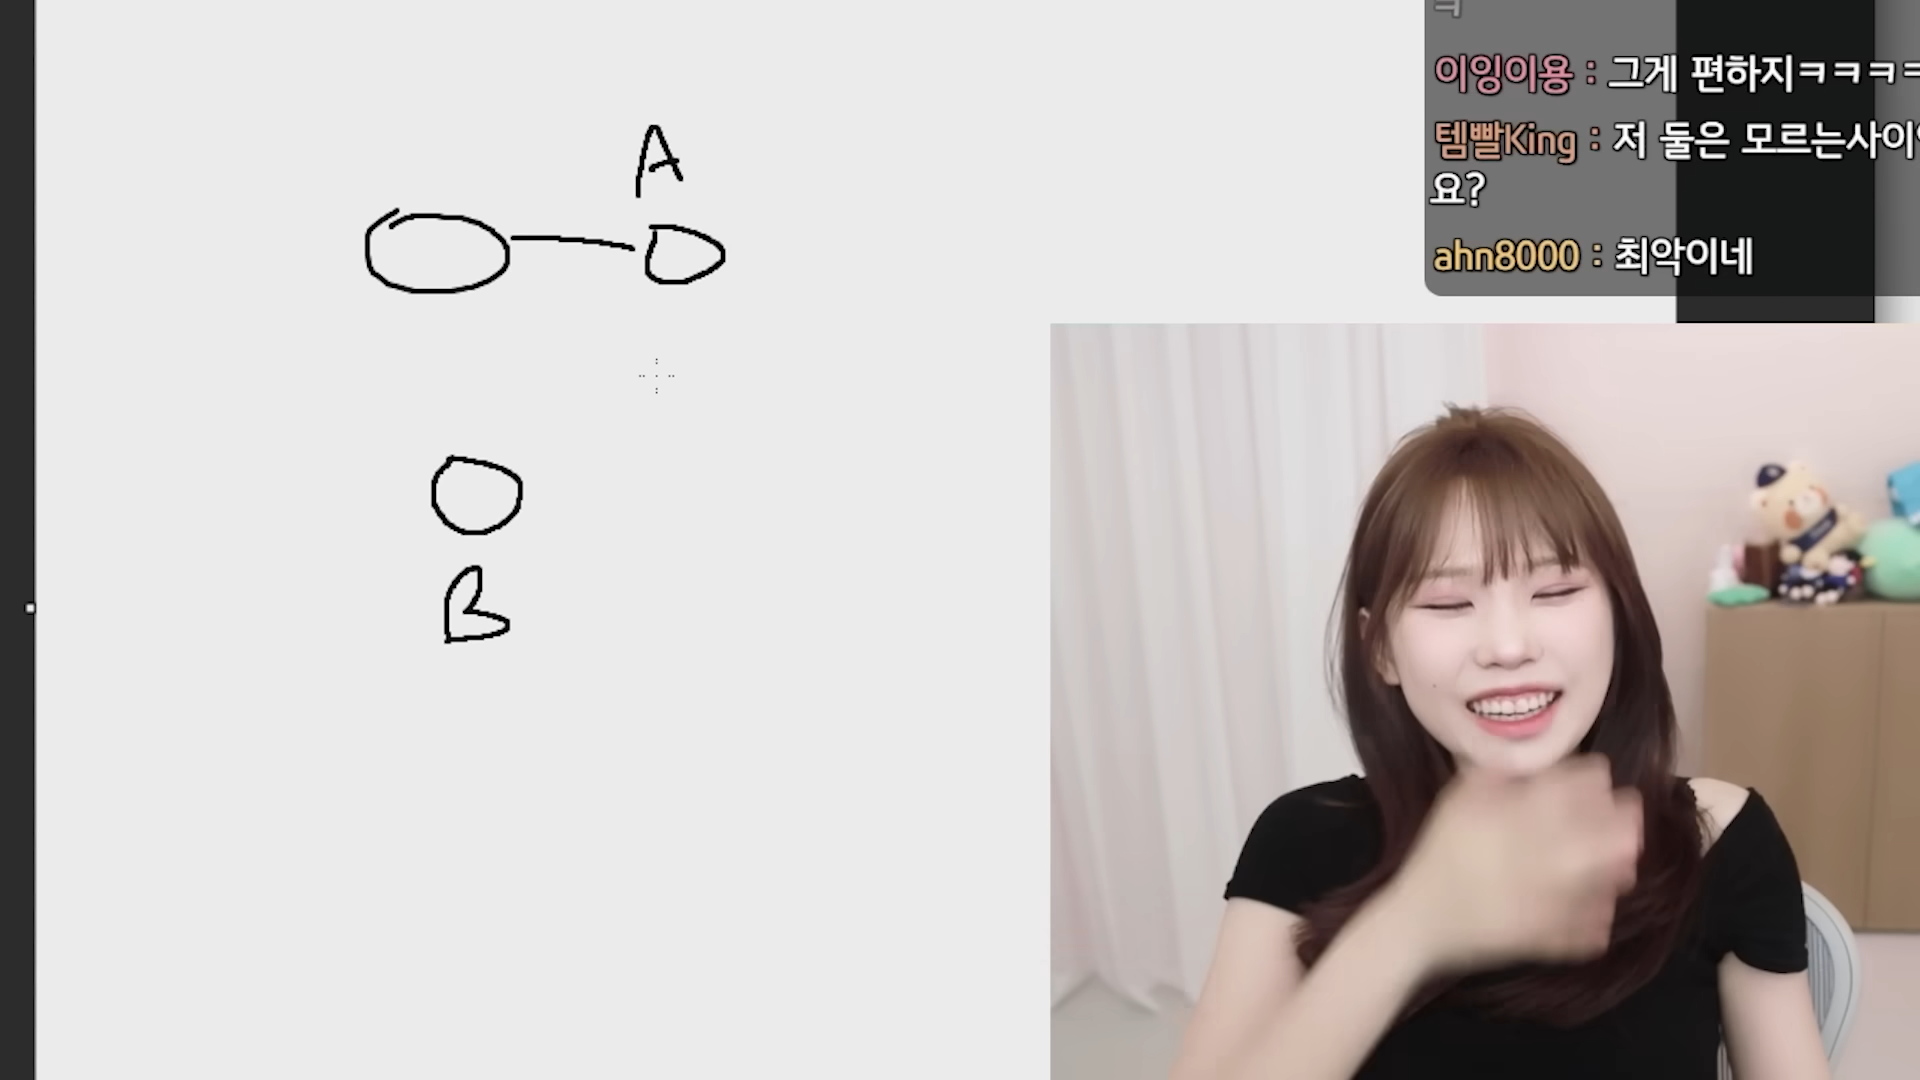 A
B
이잉이용 : 그게 편하지ㅋㅋㅋㅋ
템빨King : 저 둘은 모르는사이
요?
ahn8000 : 최악이네